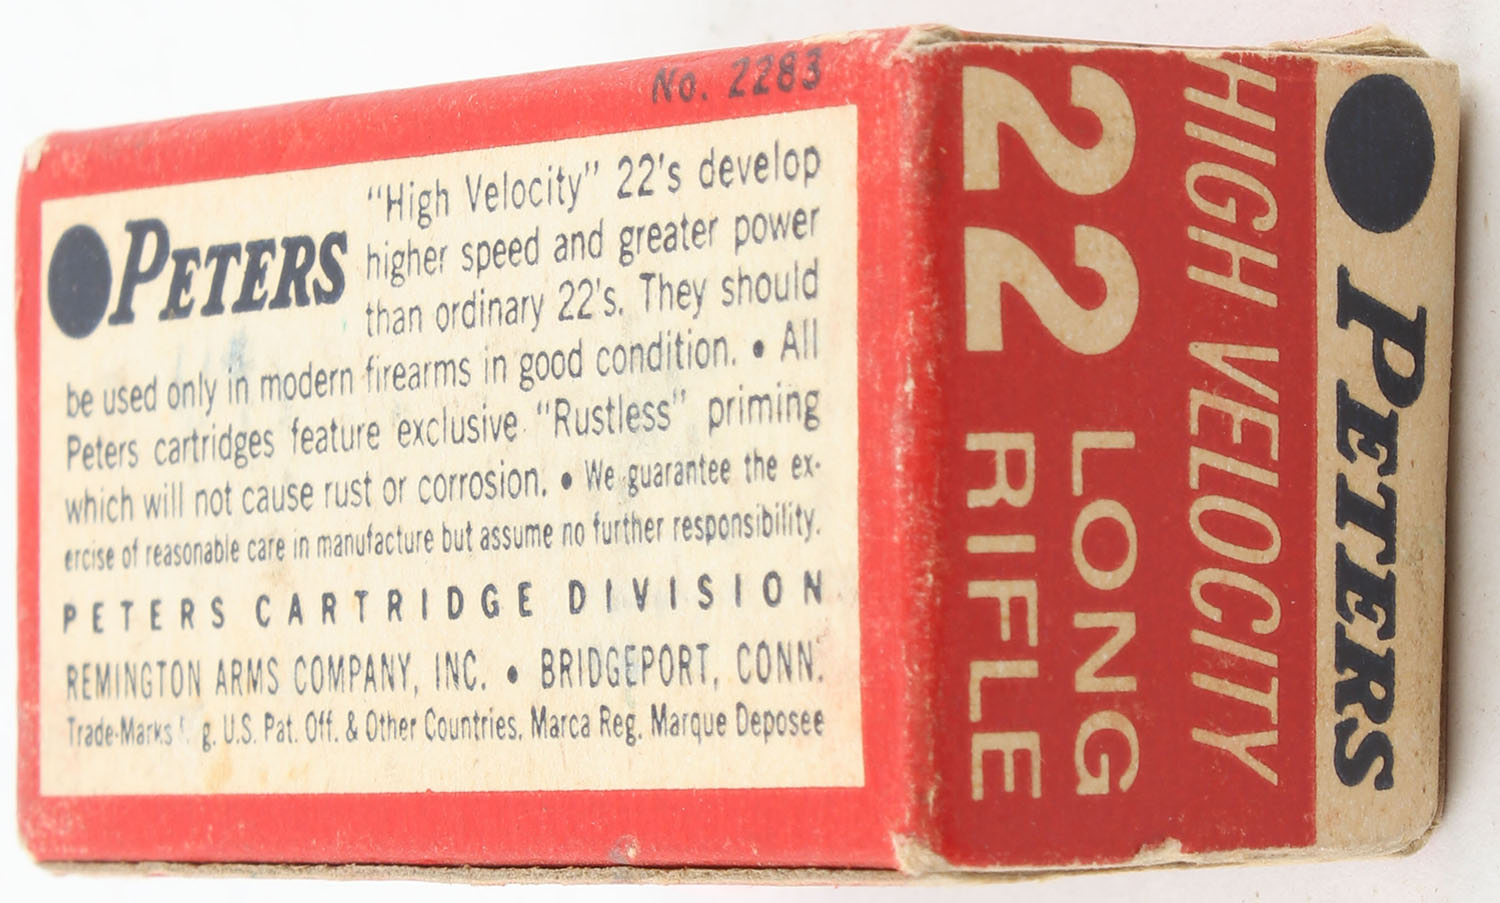 No. 2283
PETERS
"High Velocity" 22's develop
higher speed and greater power
than ordinary 22's. They should
be used only in modern firearms in good condition. • All
Peters cartridges feature exclusive "Rustless" priming
which will not cause rust or corrosion. • We guarantee the ex-
ercise of reasonable care in manufacture but assume no further responsibility.
PETERS CARTRIDGE DIVISION
REMINGTON ARMS COMPANY, INC. • BRIDGEPORT, CONN.
Trade-Marks g. U.S. Pat. Off. & Other Countries. Marca Reg. Marque Deposee
PETERS
HIGH VELOCITY
22 LONG
22 RIFLE